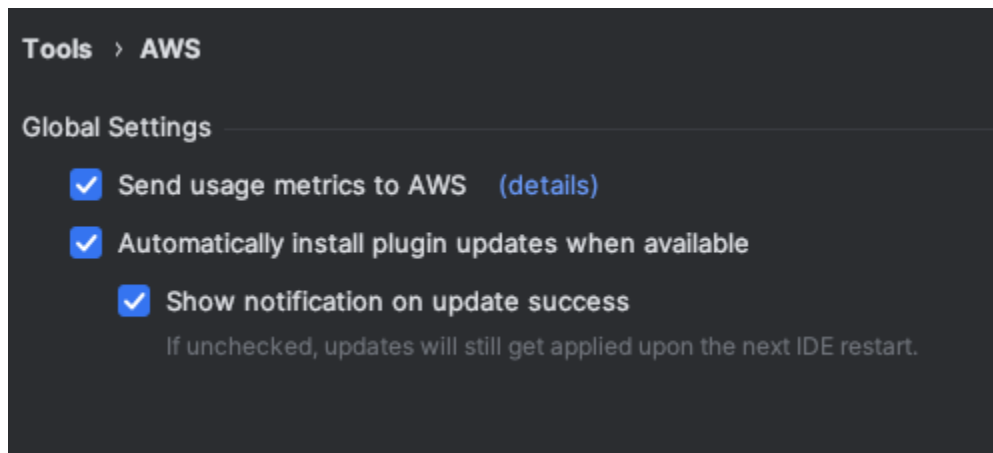 Tools › AWS
Global Settings
Send usage metrics to AWS (details)
Automatically install plugin updates when available
Show notification on update success
If unchecked, updates will still get applied upon the next IDE restart.